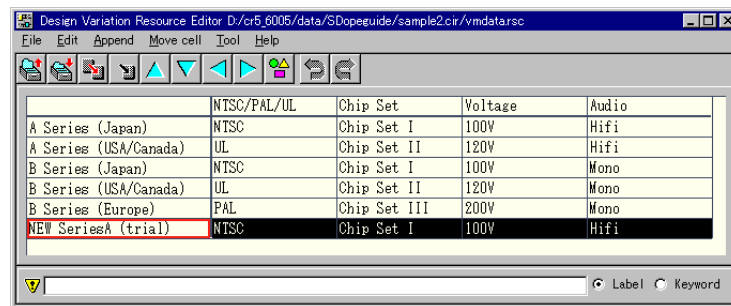 Design Variation Resource Editor D:/cr5_6005/data/SDopeguide/sample2.cir/vmdata.rsc
File Edit Append Move cell Tool Help
NTSC/PAL/UL Chip Set Voltage Audio
A Series (Japan) NTSC Chip Set I 100V Hifi
A Series (USA/Canada) UL Chip Set II 120V Hifi
B Series (Japan) NTSC Chip Set I 100V Mono
B Series (USA/Canada) UL Chip Set II 120V Mono
B Series (Europe) PAL Chip Set III 200V Mono
NEW SeriesA (trial) NTSC Chip Set I 100V Hifi
Label Keyword